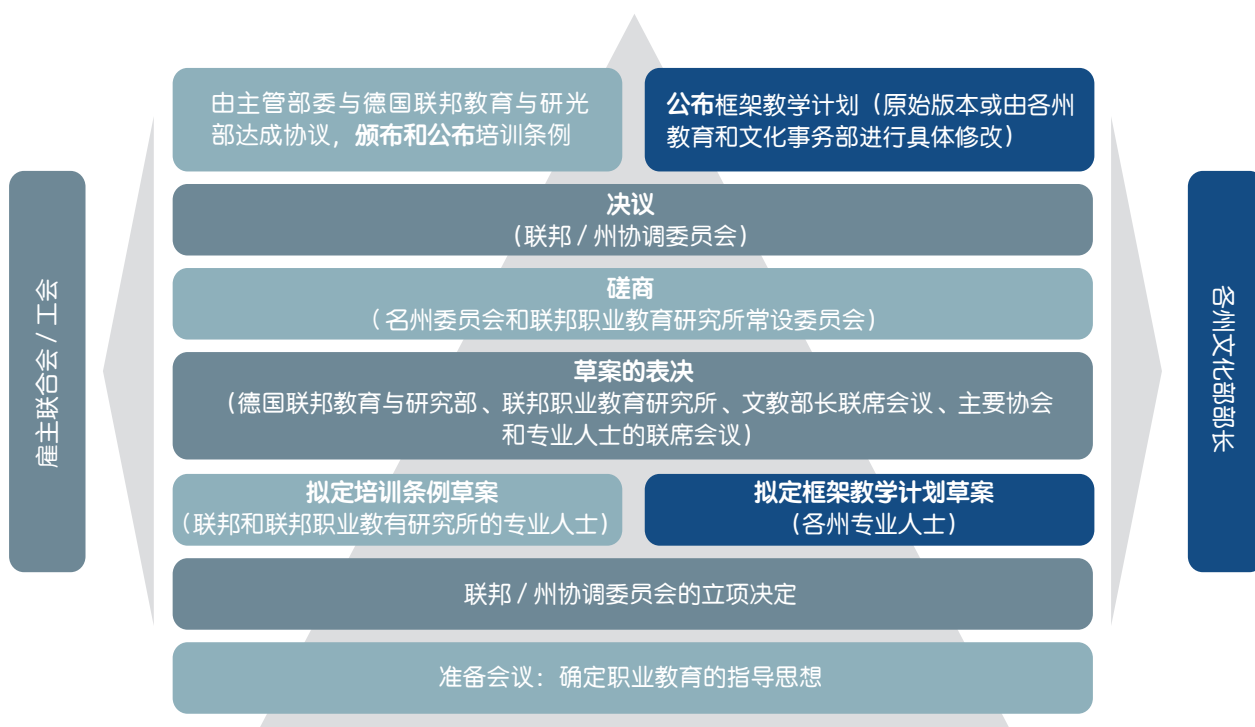 由主管部委与德国联邦教育与研光
部达成协议，颁布和公布培训条例
公布框架教学计划（原始版本或由各州
教育和文化事务部进行具体修改）
决议
（联邦 / 州协调委员会）
磋商
（名州委员会和联邦职业教育研究所常设委员会）
草案的表决
（德国联邦教育与研究部、联邦职业教育研究所、文教部长联席会议、主要协会
和专业人士的联席会议）
拟定培训条例草案
（联邦和联邦职业教有研究所的专业人士）
拟定框架教学计划草案
（各州专业人士）
联邦 / 州协调委员会的立项决定
准备会议：确定职业教育的指导思想
雇主联合会 / 工会
各州文化部部长